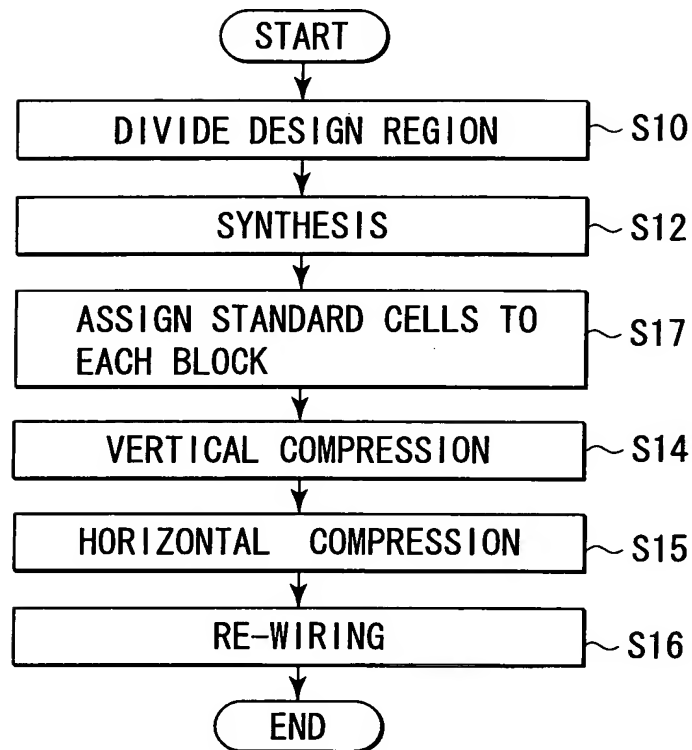 START
DIVIDE DESIGN REGION
S10
SYNTHESIS
S12
ASSIGN STANDARD CELLS TO
EACH BLOCK
S17
VERTICAL COMPRESSION
S14
HORIZONTAL COMPRESSION
S15
RE-WIRING
S16
END